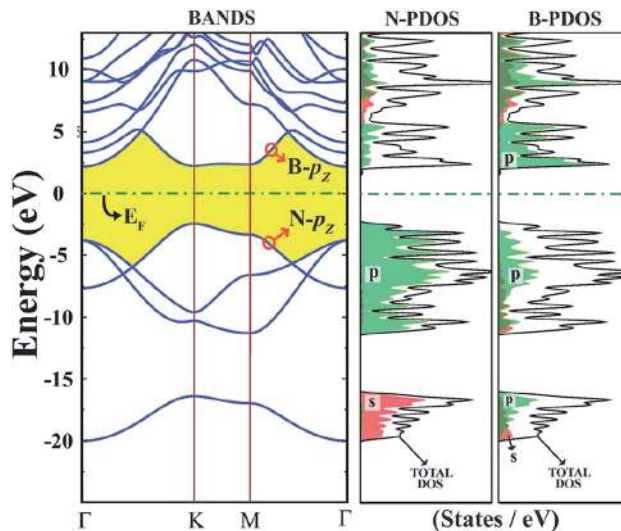 BANDS
N-PDOS
B-PDOS
Energy (eV)
10
5
0
-5
-10
-15
-20
E_F
B-p_z
N-p_z
Γ
K
M
Γ
p
s
TOTAL
DOS
p
p
p
s
TOTAL
DOS
(States / eV)